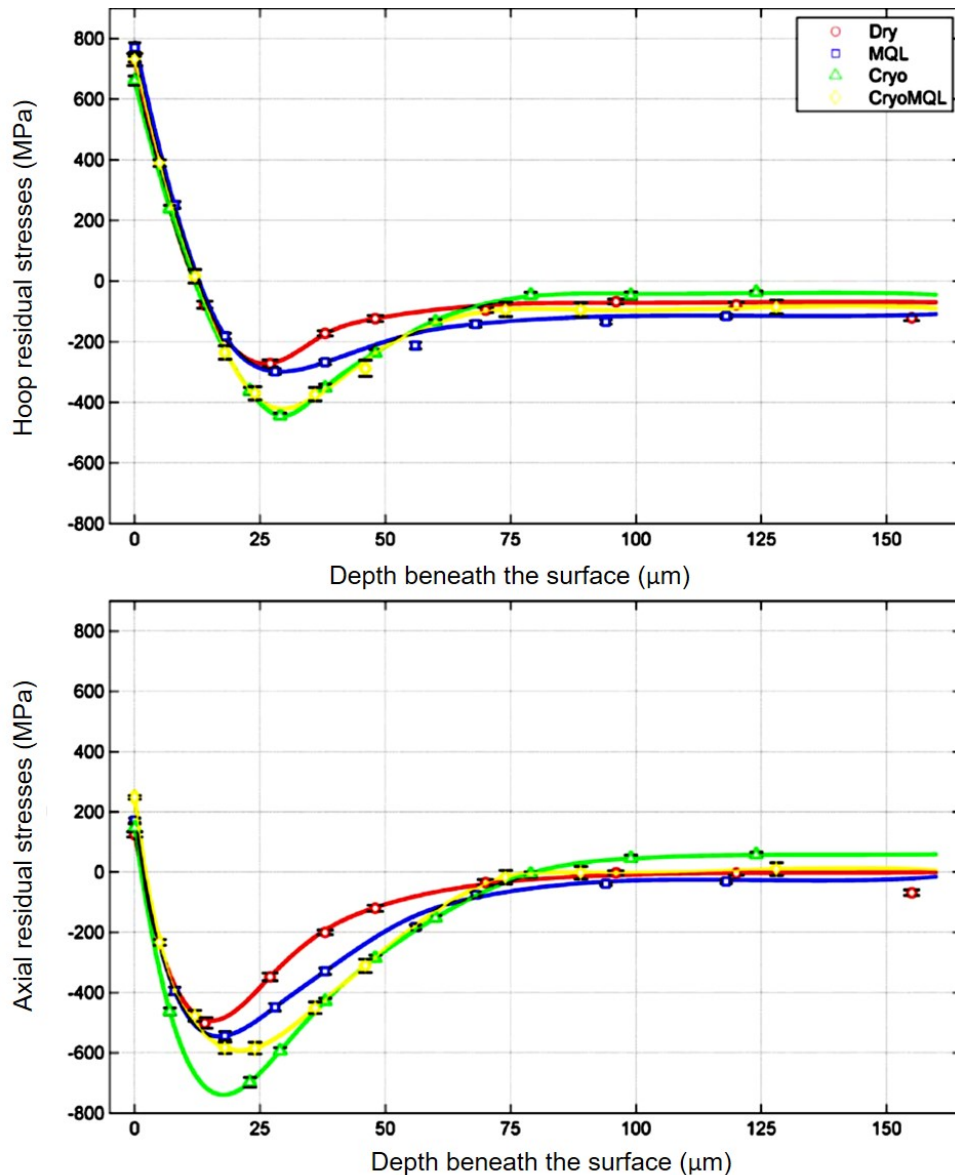 Hoop residual stresses (MPa)
800
600
400
200
0
-200
-400
-600
-800
Dry
MQL
Cryo
CryoMQL
0 25 50 75 100 125 150
Depth beneath the surface (μm)
Axial residual stresses (MPa)
800
600
400
200
0
-200
-400
-600
-800
0 25 50 75 100 125 150
Depth beneath the surface (μm)